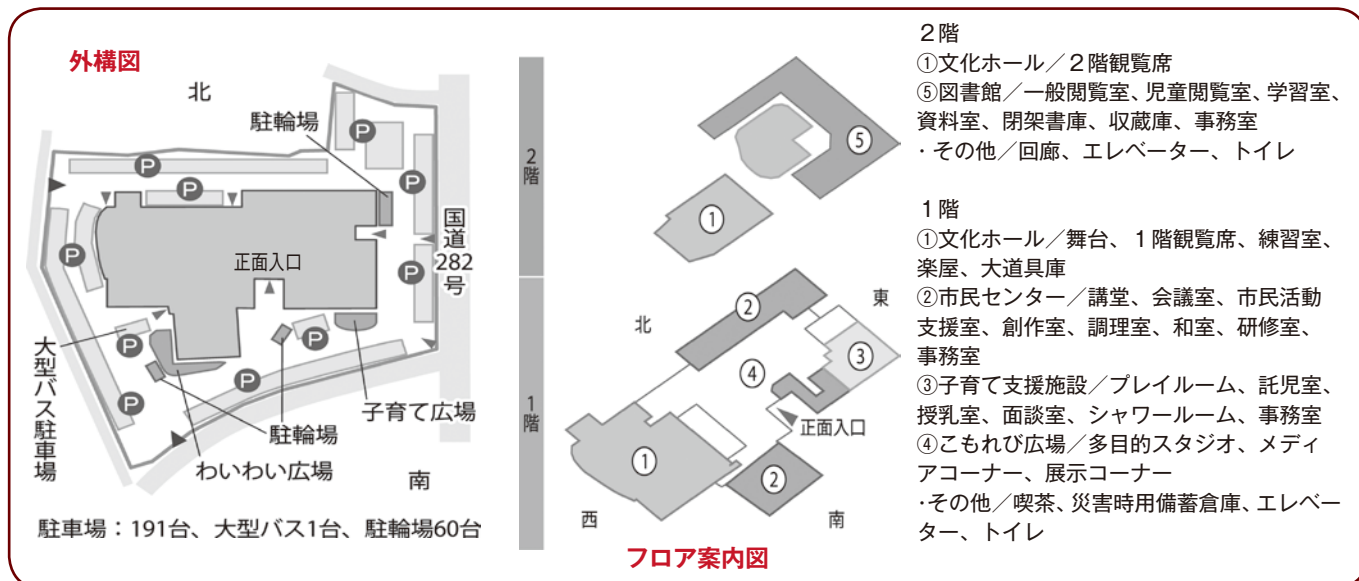 外構図
北
駐輪場
P
P
P
P
P
P
P
P
P
P
国道282号
正面入口
大型バス駐車場
駐輪場
わいわい広場
子育て広場
南
駐車場：191台、大型バス1台、駐輪場60台
2階
⑤
①
1階
北
東
②
③
④
正面入口
①
②
西
南
フロア案内図
２階
①文化ホール／２階観覧席
⑤図書館／一般閲覧室、児童閲覧室、学習室、
資料室、閉架書庫、収蔵庫、事務室
・その他／回廊、エレベーター、トイレ
１階
①文化ホール／舞台、１階観覧席、練習室、
楽屋、大道具庫
②市民センター／講堂、会議室、市民活動
支援室、創作室、調理室、和室、研修室、
事務室
③子育て支援施設／プレイルーム、託児室、
授乳室、面談室、シャワールーム、事務室
④こもれび広場／多目的スタジオ、メディ
アコーナー、展示コーナー
・その他／喫茶、災害時用備蓄倉庫、エレベー
ター、トイレ